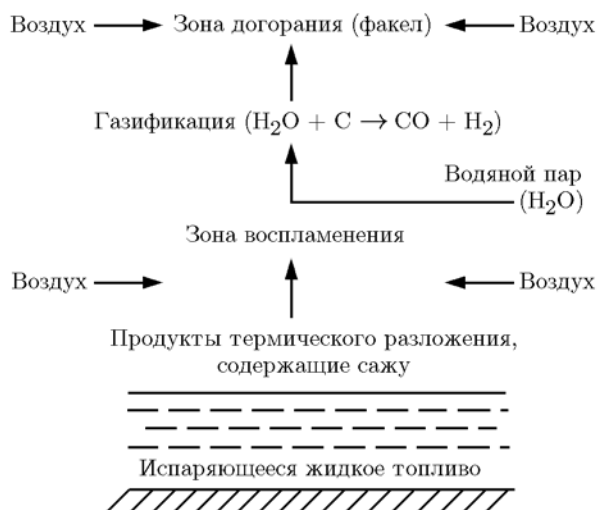 Воздух Зона догорания (факел) Воздух
Газификация (H₂O + C → CO + H₂)
Водяной пар
(H₂O)
Зона воспламенения
Воздух Воздух
Продукты термического разложения,
содержащие сажу
Испаряющееся жидкое топливо